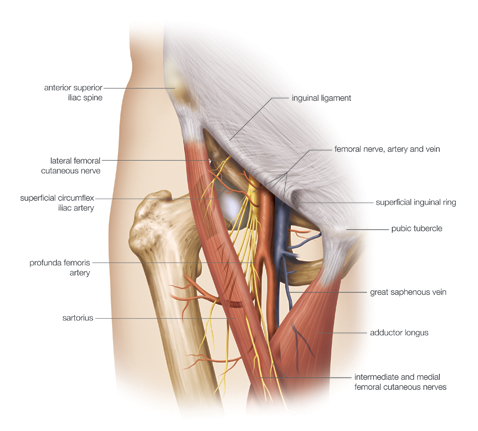 anterior superior
iliac spine
inguinal ligament
lateral femoral
cutaneous nerve
femoral nerve, artery and vein
superficial circumflex
iliac artery
superficial inguinal ring
pubic tubercle
profunda femoris
artery
great saphenous vein
sartorius
adductor longus
intermediate and medial
femoral cutaneous nerves